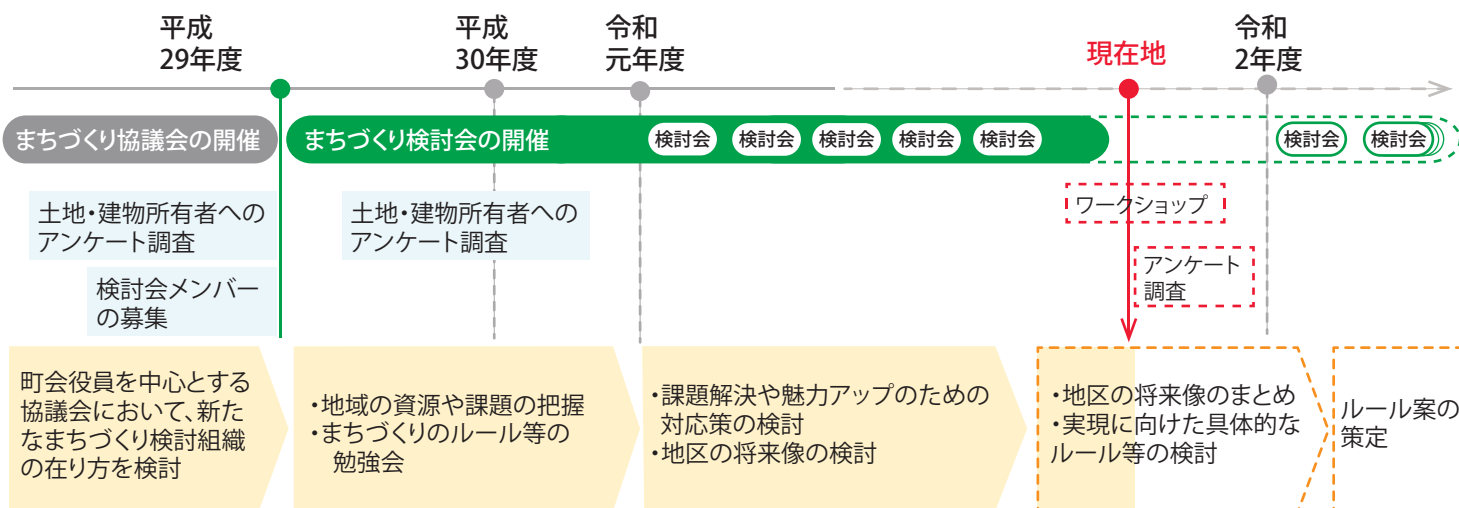 平成
29年度
平成
30年度
令和
元年度
現在地
令和
2年度
まちづくり協議会の開催
まちづくり検討会の開催
検討会
検討会
検討会
検討会
検討会
検討会
検討会
土地・建物所有者への
アンケート調査
検討会メンバー
の募集
土地・建物所有者への
アンケート調査
ワークショップ
アンケート
調査
町会役員を中心とする
協議会において、新た
なまちづくり検討組織
の在り方を検討
・地域の資源や課題の把握
・まちづくりのルール等の
勉強会
・課題解決や魅力アップのための
対応策の検討
・地区の将来像の検討
・地区の将来像のまとめ
・実現に向けた具体的な
ルール等の検討
ルール案の
策定